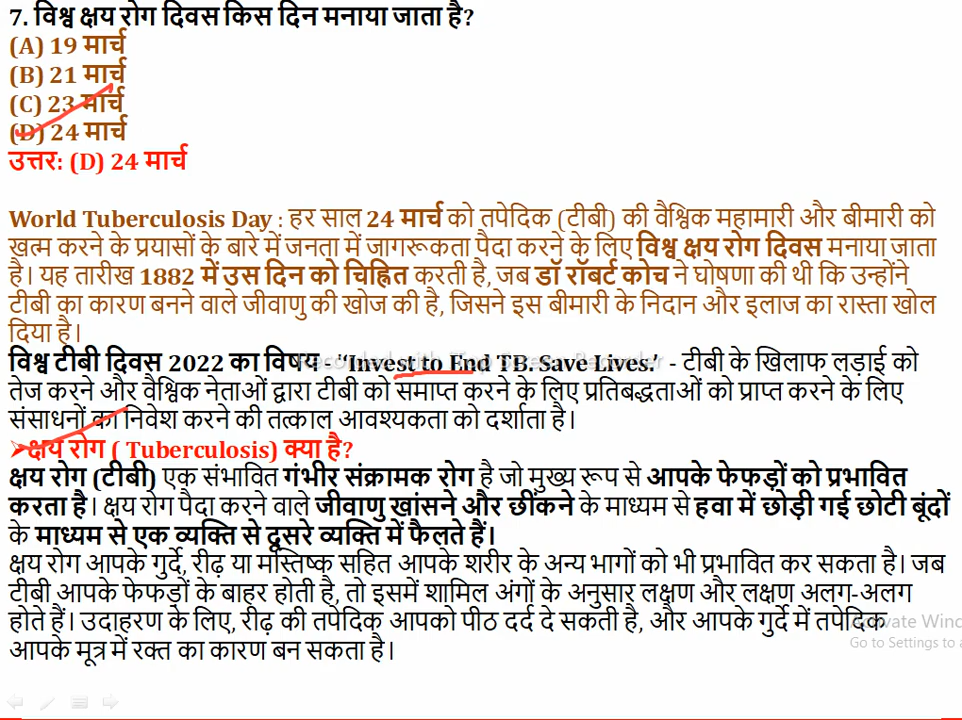 7. विश्व क्षय रोग दिवस किस दिन मनाया जाता है?
(A) 19 मार्च
(B) 21 मार्च
(C) 23 मार्च
(D) 24 मार्च
उत्तर: (D) 24 मार्च
World Tuberculosis Day : हर साल 24 मार्च को तपेदिक (टीबी) की वैश्विक महामारी और बीमारी को
खत्म करने के प्रयासों के बारे में जनता में जागरूकता पैदा करने के लिए विश्व क्षय रोग दिवस मनाया जाता
है। यह तारीख 1882 में उस दिन को चिह्नित करती है, जब डॉ रॉबर्ट कोच ने घोषणा की थी कि उन्होंने
टीबी का कारण बनने वाले जीवाणु की खोज की है, जिसने इस बीमारी के निदान और इलाज का रास्ता खोल
दिया है।
विश्व टीबी दिवस 2022 का विषय - ‘‘Invest to End TB. Save Lives.’ - टीबी के खिलाफ लड़ाई को
तेज करने और वैश्विक नेताओं द्वारा टीबी को समाप्त करने के लिए प्रतिबद्धताओं को प्राप्त करने के लिए
संसाधनों का निवेश करने की तत्काल आवश्यकता को दर्शाता है।
➢क्षय रोग ( Tuberculosis) क्या है?
क्षय रोग (टीबी) एक संभावित गंभीर संक्रामक रोग है जो मुख्य रूप से आपके फेफड़ों को प्रभावित
करता है। क्षय रोग पैदा करने वाले जीवाणु खांसने और छींकने के माध्यम से हवा में छोड़ी गई छोटी बूंदों
के माध्यम से एक व्यक्ति से दूसरे व्यक्ति में फैलते हैं।
क्षय रोग आपके गुर्दे, रीढ़ या मस्तिष्क सहित आपके शरीर के अन्य भागों को भी प्रभावित कर सकता है। जब
टीबी आपके फेफड़ों के बाहर होती है, तो इसमें शामिल अंगों के अनुसार लक्षण और लक्षण अलग-अलग
होते हैं। उदाहरण के लिए, रीढ़ की तपेदिक आपको पीठ दर्द दे सकती है, और आपके गुर्दे में तपेदिक
आपके मूत्र में रक्त का कारण बन सकता है।
Activate Wind
Go to Settings to a